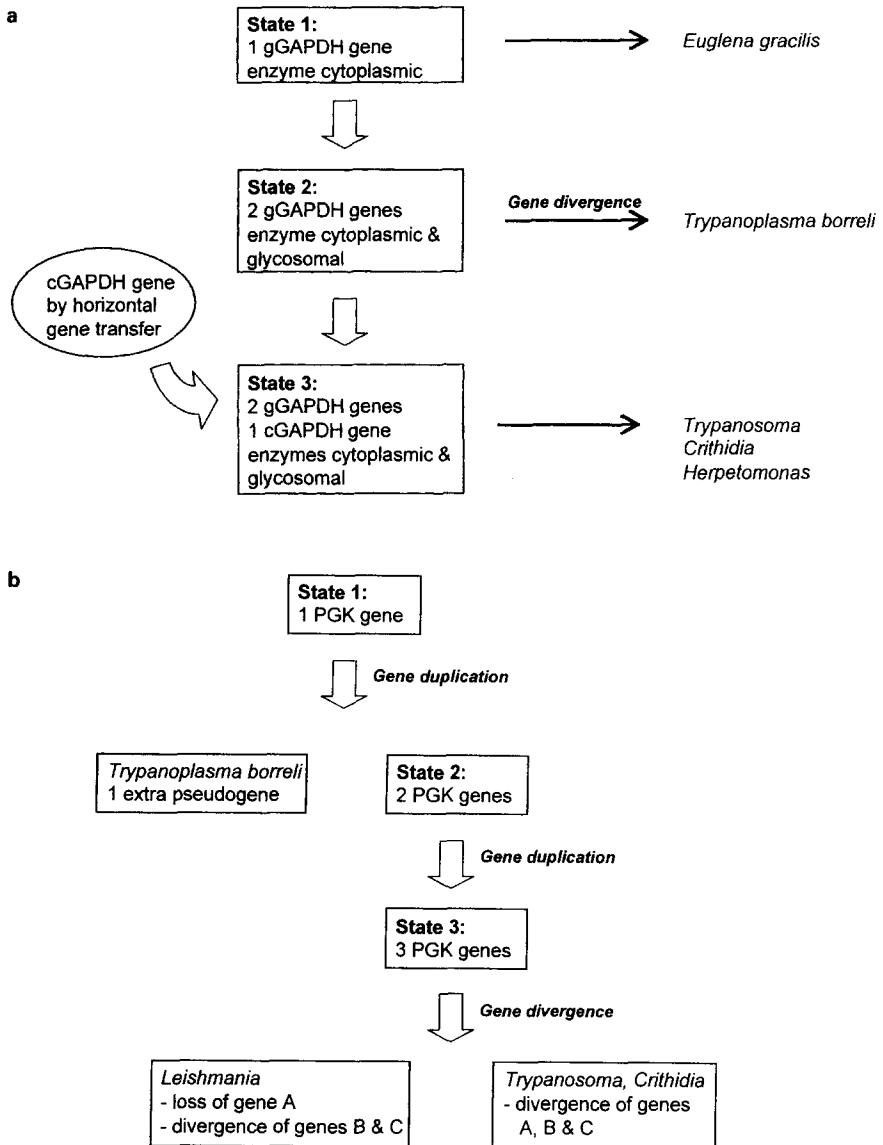 a
State 1:
1 gGAPDH gene
enzyme cytoplasmic
Euglena gracilis
State 2:
2 gGAPDH genes
enzyme cytoplasmic &
glycosomal
Gene divergence
Trypanoplasma borreli
cGAPDH gene
by horizontal
gene transfer
State 3:
2 gGAPDH genes
1 cGAPDH gene
enzymes cytoplasmic &
glycosomal
Trypanosoma
Crithidia
Herpetomonas
b
State 1:
1 PGK gene
Gene duplication
Trypanoplasma borreli
1 extra pseudogene
State 2:
2 PGK genes
Gene duplication
State 3:
3 PGK genes
Gene divergence
Leishmania
- loss of gene A
- divergence of genes B & C
Trypanosoma, Crithidia
- divergence of genes
A, B & C